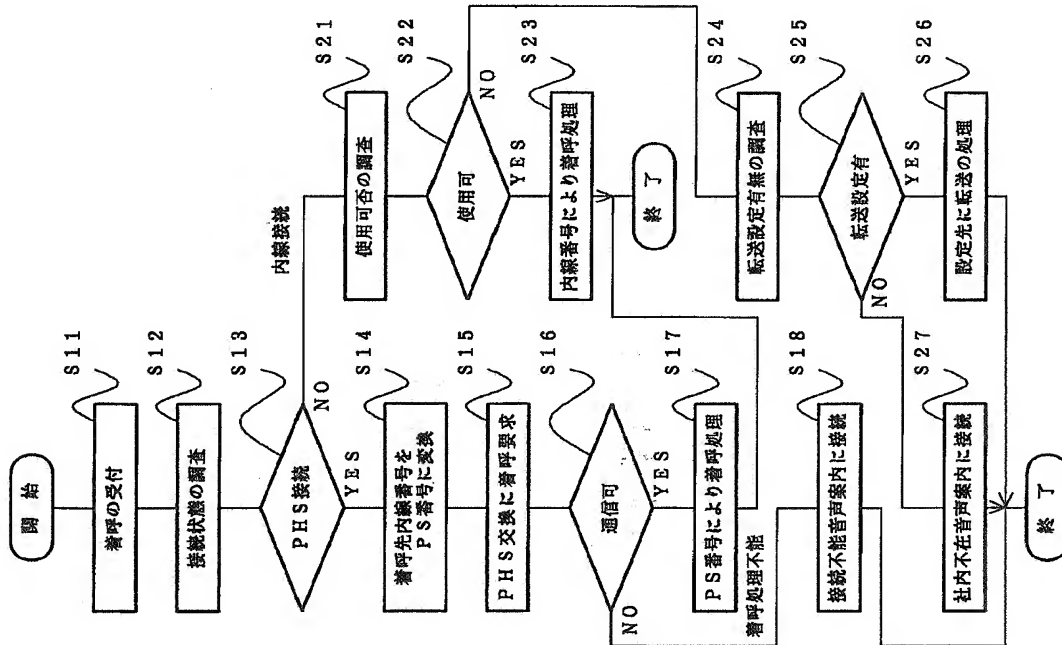 開始
着呼の受付
S11
接続状態の調査
S12
PHS接続
S13
NO
YES
内線接続
着呼先内線番号を
PS番号に変換
S14
PHS交換に着呼要求
S15
通信可
S16
NO
YES
着呼処理不能
PS番号により着呼処理
S17
接続不能音声案内に接続
S18
使用可否の調査
S21
使用可
S22
NO
YES
内線番号により着呼処理
S23
終了
転送設定有無の調査
S24
転送設定有
S25
NO
YES
設定先に転送の処理
S26
社内不在音声案内に接続
S27
終了